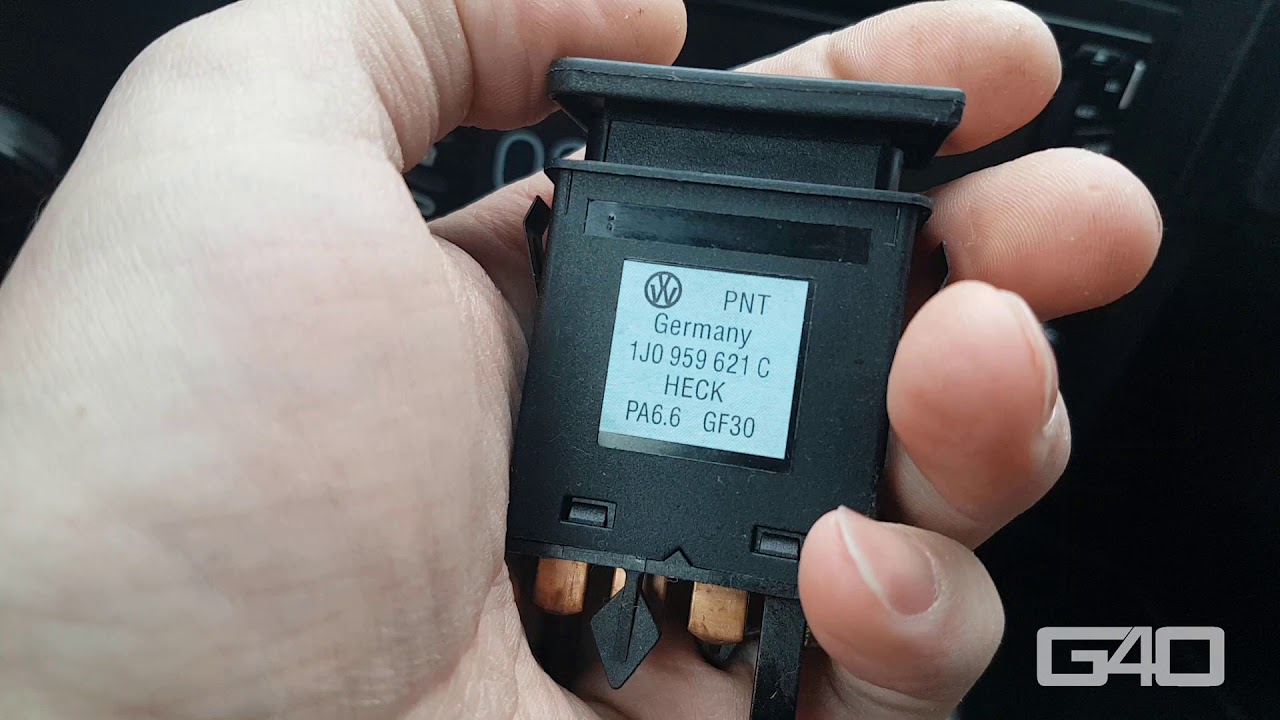 PNT
Germany
1J0 959 621 C
HECK
PA6.6 GF30
G40